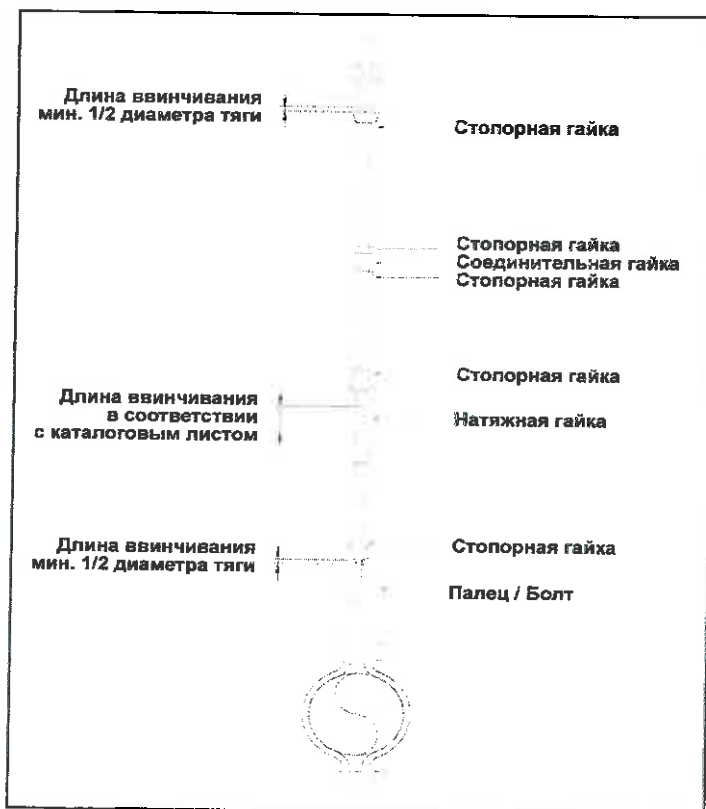 Длина ввинчивания
мин. 1/2 диаметра тяги
Стопорная гайка
Стопорная гайка
Соединительная гайка
Стопорная гайка
Стопорная гайка
Длина ввинчивания
в соответствии
с каталоговым листом
Натяжная гайка
Длина ввинчивания
мин. 1/2 диаметра тяги
Стопорная гайха
Палец / Болт